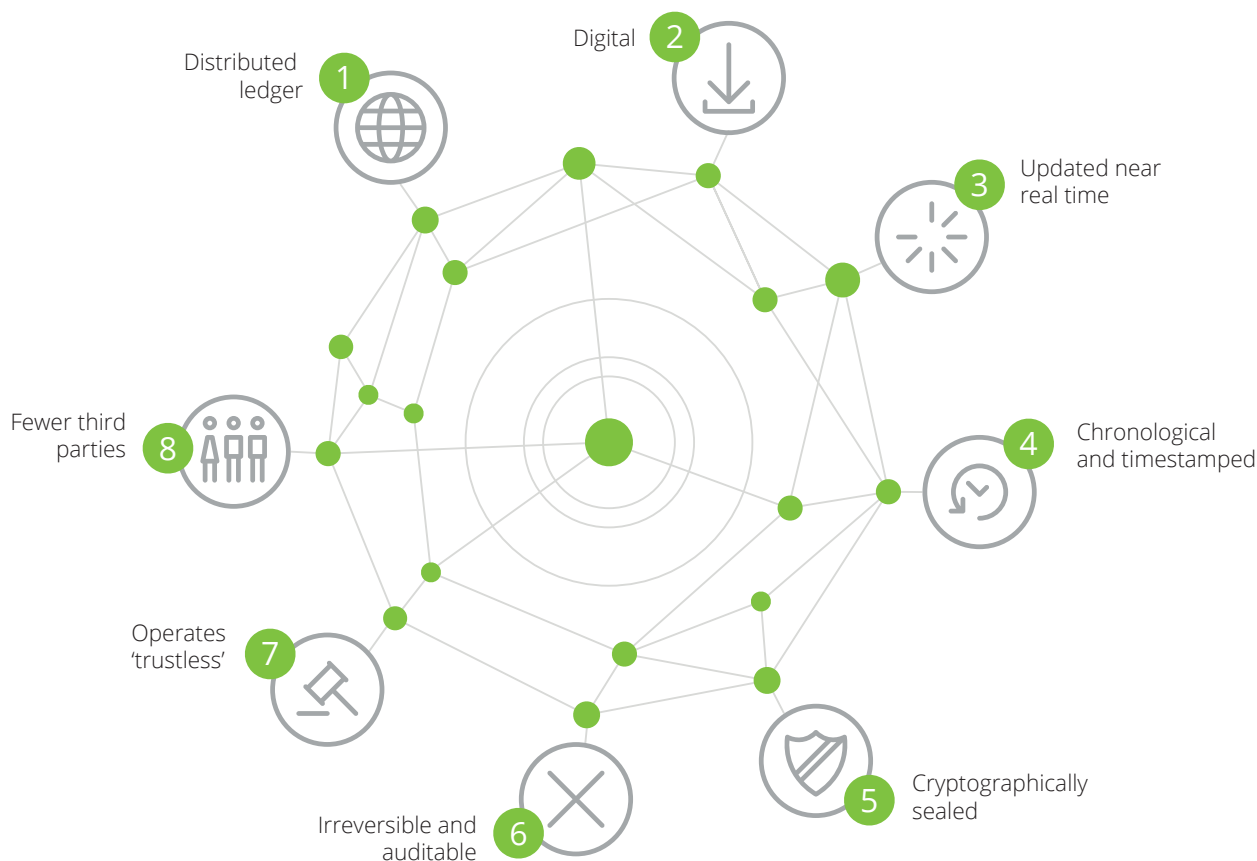 1
Distributed
ledger
2
Digital
3
Updated near
real time
4
Chronological
and timestamped
5
Cryptographically
sealed
6
Irreversible and
auditable
7
Operates
‘trustless’
8
Fewer third
parties